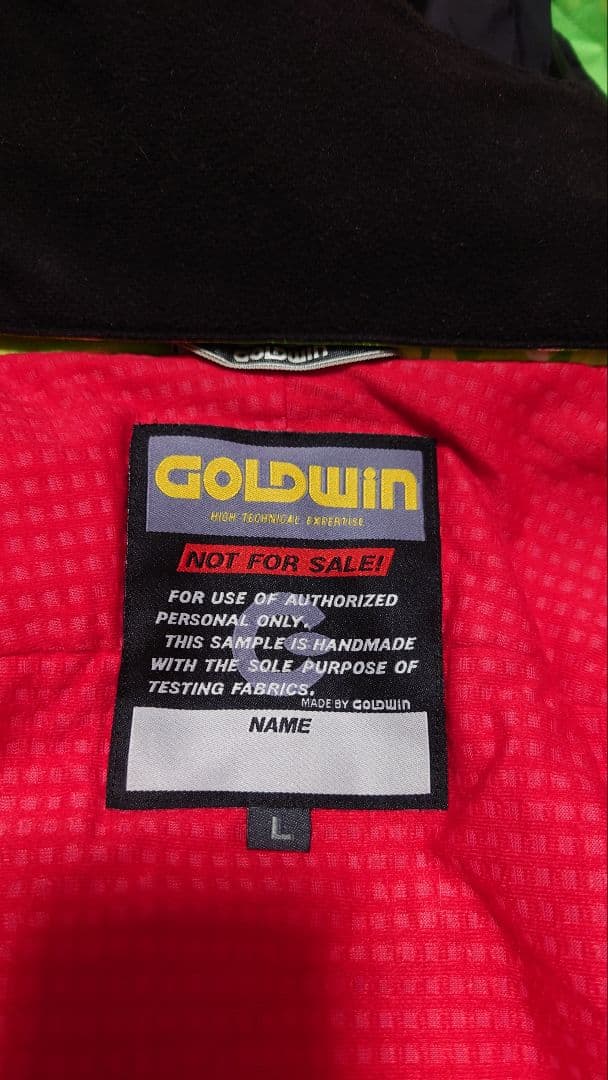 GOLDWIN
GOLDWIN
HIGH TECHNICAL EXPERTISE
NOT FOR SALE!
FOR USE OF AUTHORIZED
PERSONAL ONLY.
THIS SAMPLE IS HANDMADE
WITH THE SOLE PURPOSE OF
TESTING FABRICS.
MADE BY GOLDWIN
NAME
L